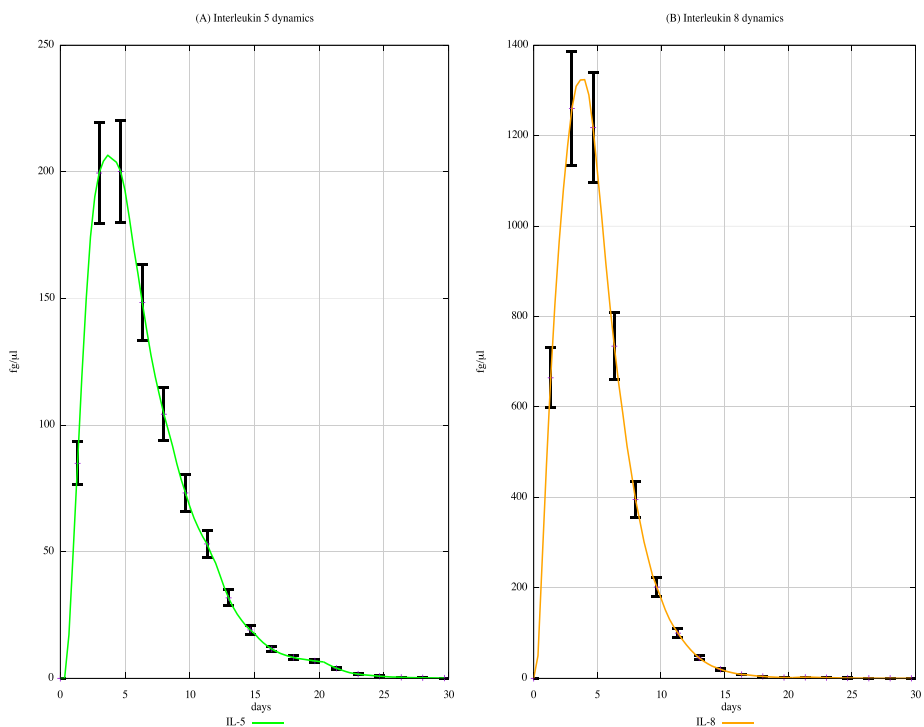 (A) Interleukin 5 dynamics
250
200
150
100
50
0
fg/µl
0 5 10 15 20 25 30
days
IL-5
(B) Interleukin 8 dynamics
1400
1200
1000
800
600
400
200
0
fg/µl
0 5 10 15 20 25 30
days
IL-8